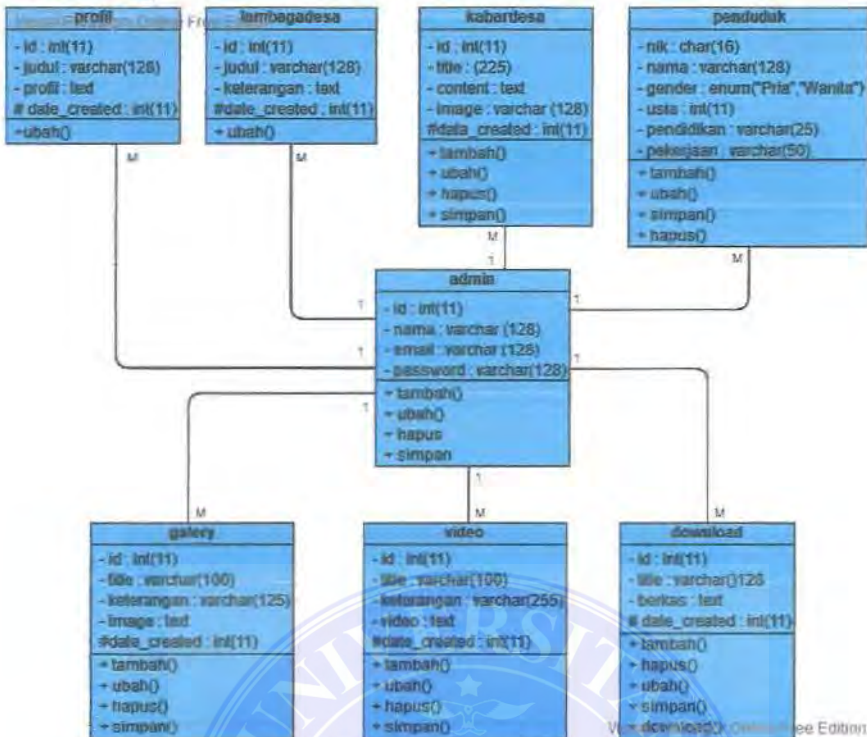 profil
- id : int(11)
- judul : varchar(128)
- profil : text
# date_created : int(11)
+ubah()
M
lambagadesa
- id : int(11)
- judul : varchar(128)
- keterangan : text
#date_created : int(11)
+ ubah()
M
kabardesa
- id : int(11)
- title : (225)
- content : text
- image : varchar (128)
#data_created : int(11)
+ tambah()
+ ubah()
+ hapus()
+ simpan()
M
1
penduduk
- nik : char(16)
- nama : varchar(128)
- gender : enum("Pria","Wanita")
- usia : int(11)
- pendidikan : varchar(25)
- pekerjaan : varchar(50)
+ tambah()
+ ubah()
+ simpan()
+ hapus()
M
admin
- id : int(11)
- nama : varchar (128)
- email : varchar (128)
- password : varchar(128)
+ tambah()
+ ubah()
+ hapus
+ simpan
1
1
1
1
1
1
M
M
M
galery
- id : int(11)
- title : varchar(100)
- keterangan : varchar(125)
- image : text
#date_created : int(11)
+ tambah()
+ ubah()
+ hapus()
+ simpan()
video
- id : int(11)
- title : varchar(100)
- keterangan : varchar(255)
- video : text
#date_created : int(11)
+ tambah()
+ ubah()
+ hapus()
+ simpan()
download
- id : int(11)
- title : varchar()128
- berkas : text
# date_created : int(11)
+ tambah()
+ hapus()
+ ubah()
+ simpan()
+ download()
Online Free Edition
UNIVERSIT